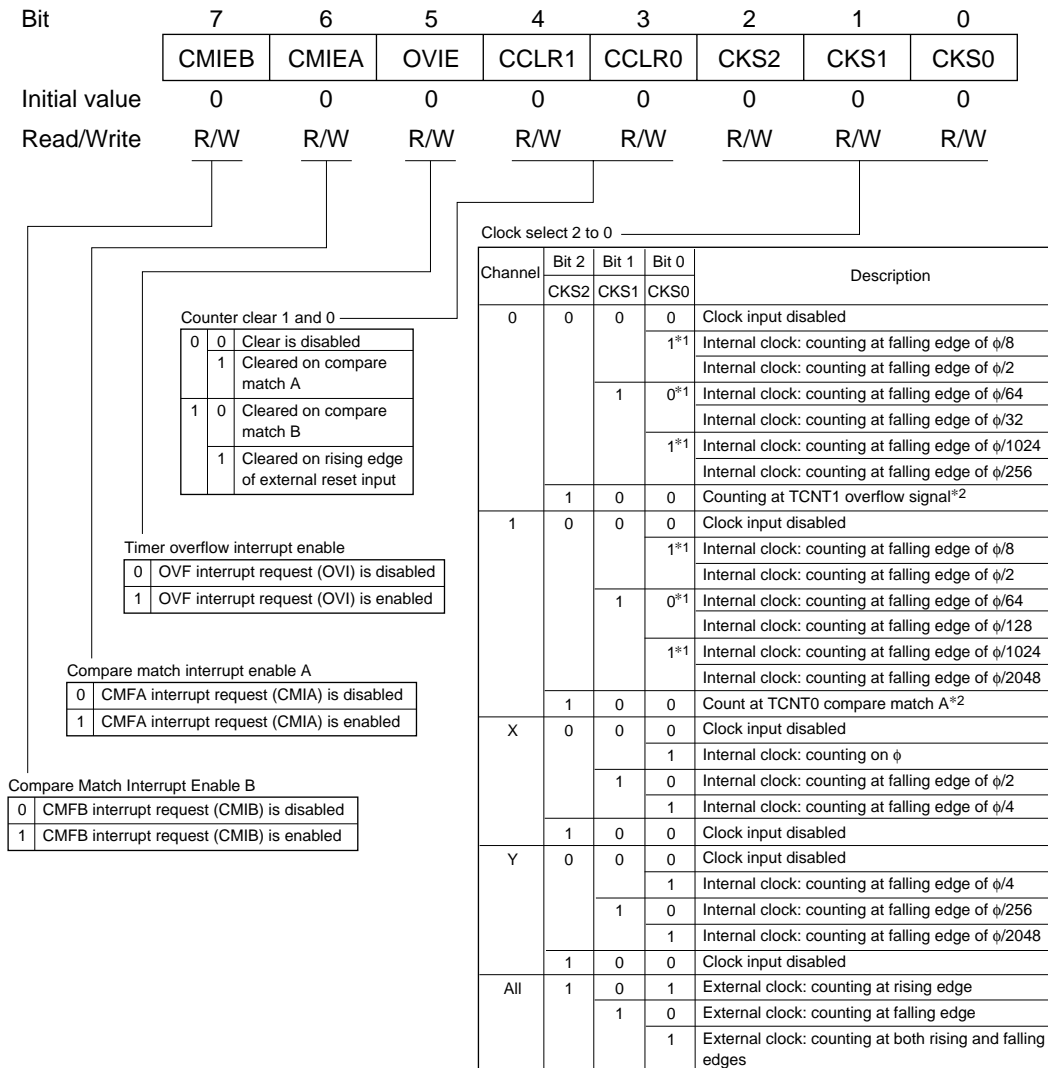 Bit 7 6 5 4 3 2 1 0
CMIEB CMIEA OVIE CCLR1 CCLR0 CKS2 CKS1 CKS0
Initial value 0 0 0 0 0 0 0 0
Read/Write R/W R/W R/W R/W R/W R/W R/W R/W
Counter clear 1 and 0
0 0 Clear is disabled
1 Cleared on compare
match A
1 0 Cleared on compare
match B
1 Cleared on rising edge
of external reset input
Timer overflow interrupt enable
0 OVF interrupt request (OVI) is disabled
1 OVF interrupt request (OVI) is enabled
Compare match interrupt enable A
0 CMFA interrupt request (CMIA) is disabled
1 CMFA interrupt request (CMIA) is enabled
Compare Match Interrupt Enable B
0 CMFB interrupt request (CMIB) is disabled
1 CMFB interrupt request (CMIB) is enabled
Clock select 2 to 0
Channel Bit 2 Bit 1 Bit 0 Description
CKS2 CKS1 CKS0
0 0 0 0 Clock input disabled
1*1 Internal clock: counting at falling edge of φ/8
Internal clock: counting at falling edge of φ/2
1 0*1 Internal clock: counting at falling edge of φ/64
Internal clock: counting at falling edge of φ/32
1*1 Internal clock: counting at falling edge of φ/1024
Internal clock: counting at falling edge of φ/256
1 0 0 Counting at TCNT1 overflow signal*2
1 0 0 0 Clock input disabled
1*1 Internal clock: counting at falling edge of φ/8
Internal clock: counting at falling edge of φ/2
1 0*1 Internal clock: counting at falling edge of φ/64
Internal clock: counting at falling edge of φ/128
1*1 Internal clock: counting at falling edge of φ/1024
Internal clock: counting at falling edge of φ/2048
1 0 0 Count at TCNT0 compare match A*2
X 0 0 0 Clock input disabled
1 Internal clock: counting on φ
1 0 Internal clock: counting at falling edge of φ/2
1 Internal clock: counting at falling edge of φ/4
1 0 0 Clock input disabled
Y 0 0 0 Clock input disabled
1 Internal clock: counting at falling edge of φ/4
1 0 Internal clock: counting at falling edge of φ/256
1 Internal clock: counting at falling edge of φ/2048
1 0 0 Clock input disabled
All 1 0 1 External clock: counting at rising edge
1 0 External clock: counting at falling edge
1 External clock: counting at both rising and falling
edges